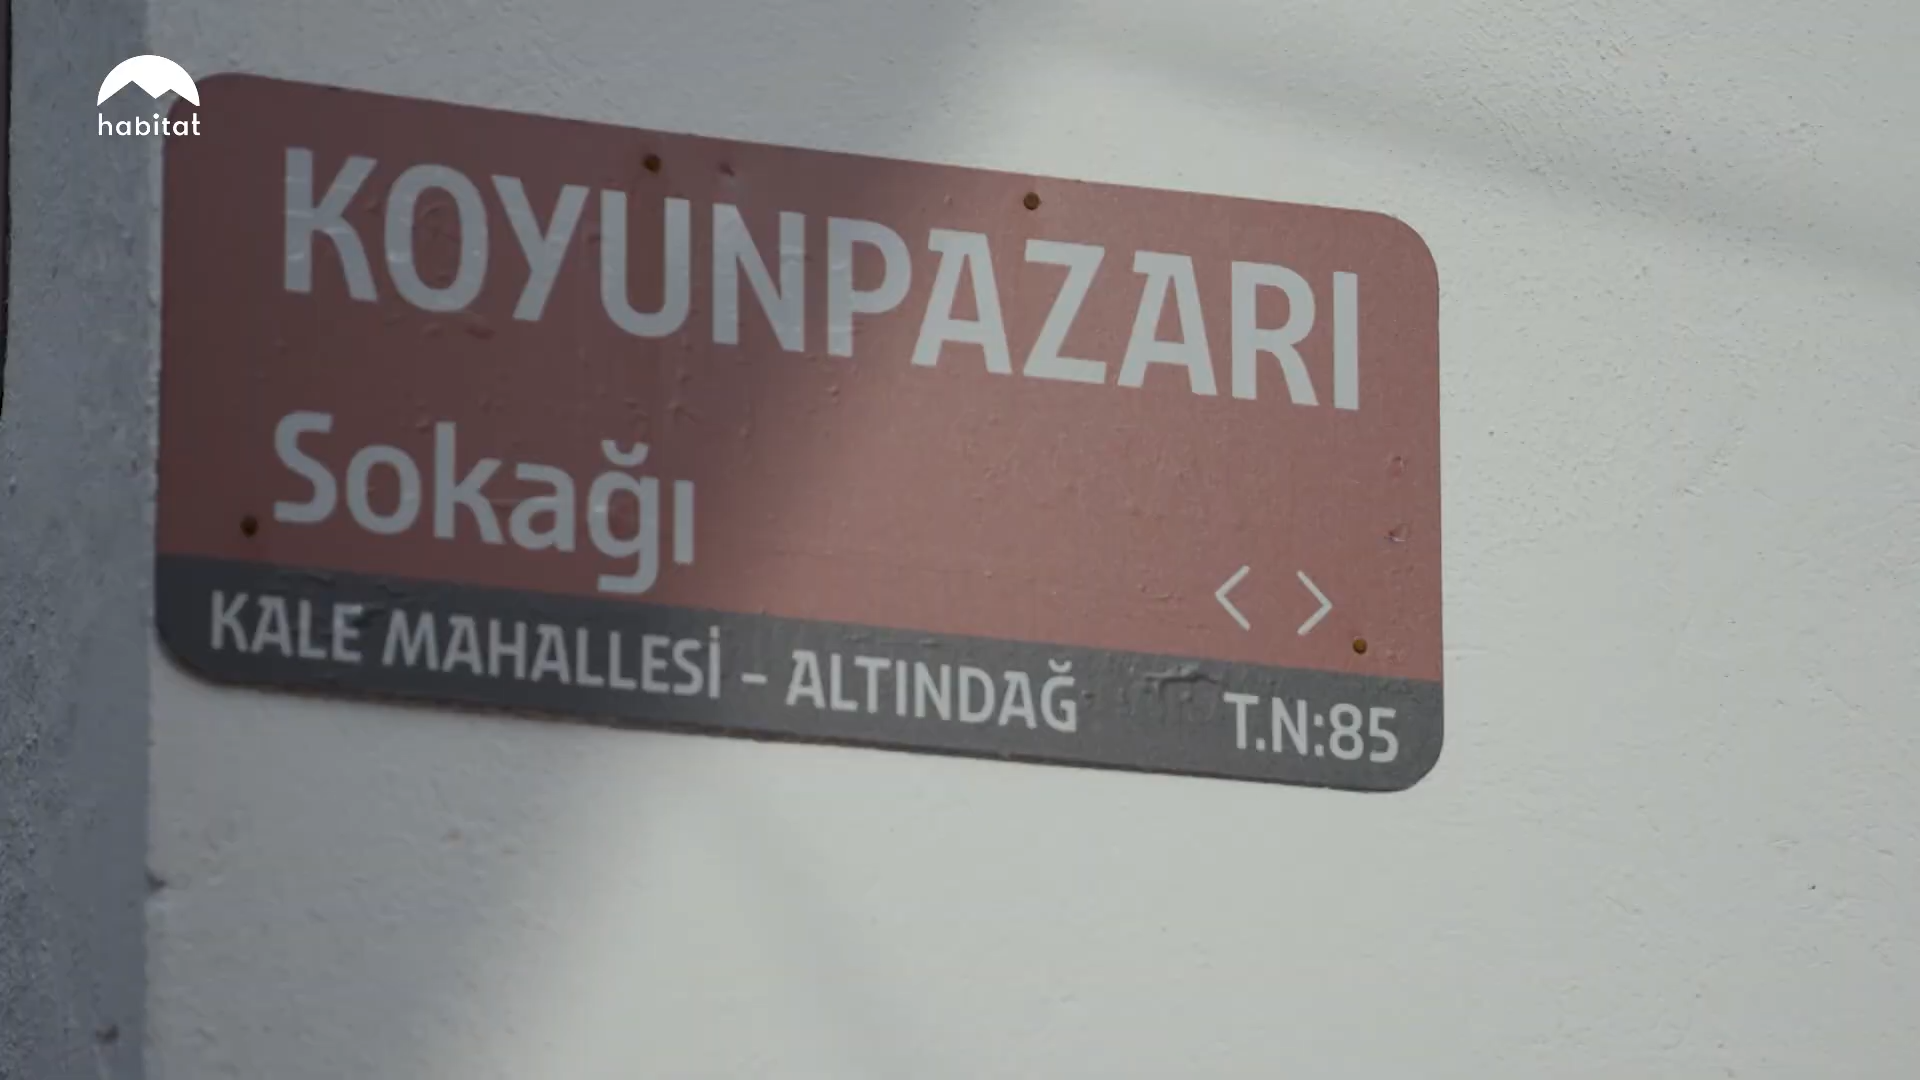 habitat
KOYUNPAZARI
Sokağı
< >
KALE MAHALLESİ - ALTINDAĞ T.N:85